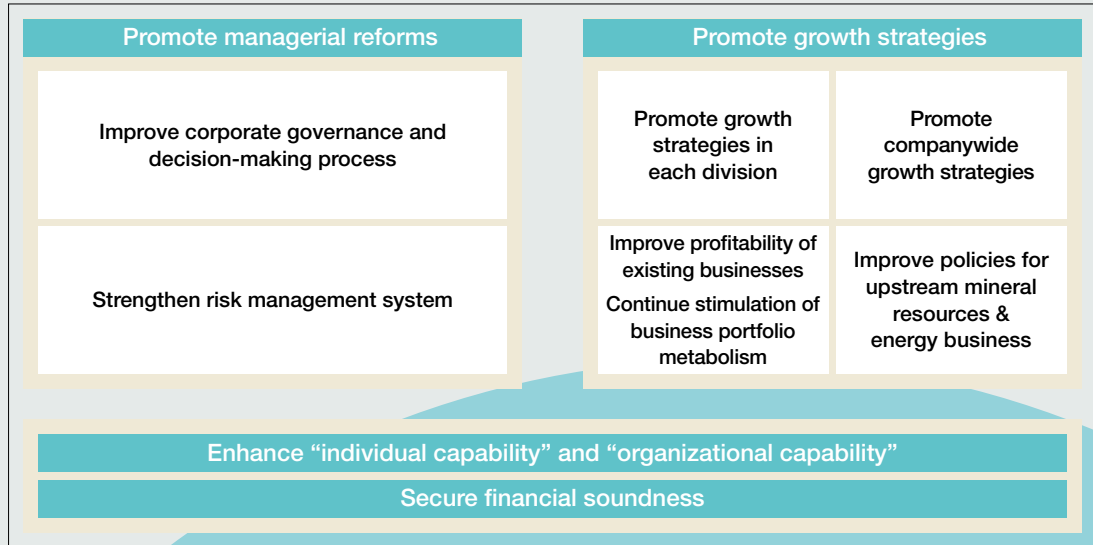 Promote managerial reforms
Improve corporate governance and
decision-making process
Strengthen risk management system
Promote growth strategies
Promote growth
strategies in
each division
Promote
companywide
growth strategies
Improve profitability of
existing businesses
Continue stimulation of
business portfolio
metabolism
Improve policies for
upstream mineral
resources &
energy business
Enhance “individual capability” and “organizational capability”
Secure financial soundness